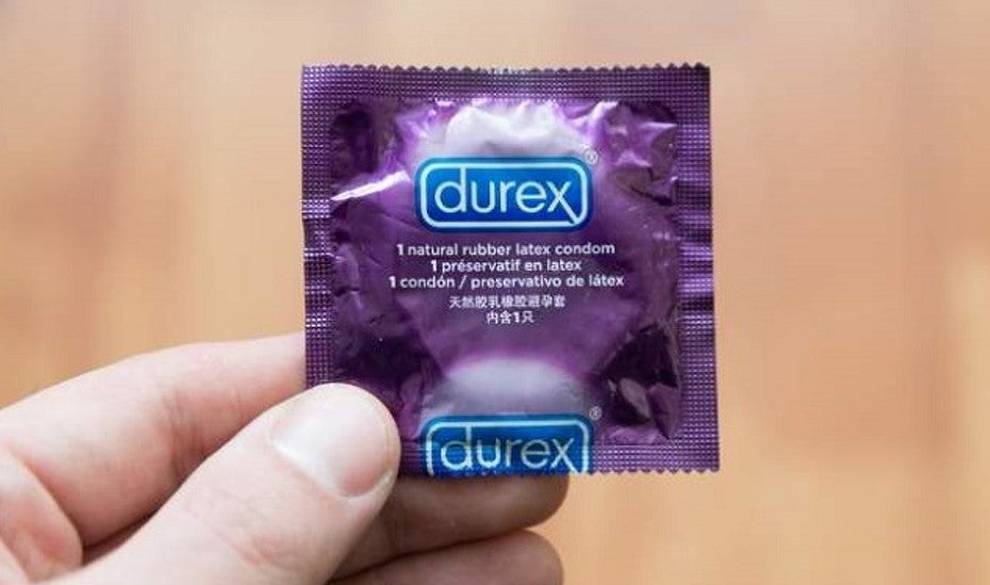 durex®
1 natural rubber latex condom
1 préservatif en latex
1 condón / preservativo de látex
天然胶乳橡胶避孕套
内含1只
durex®